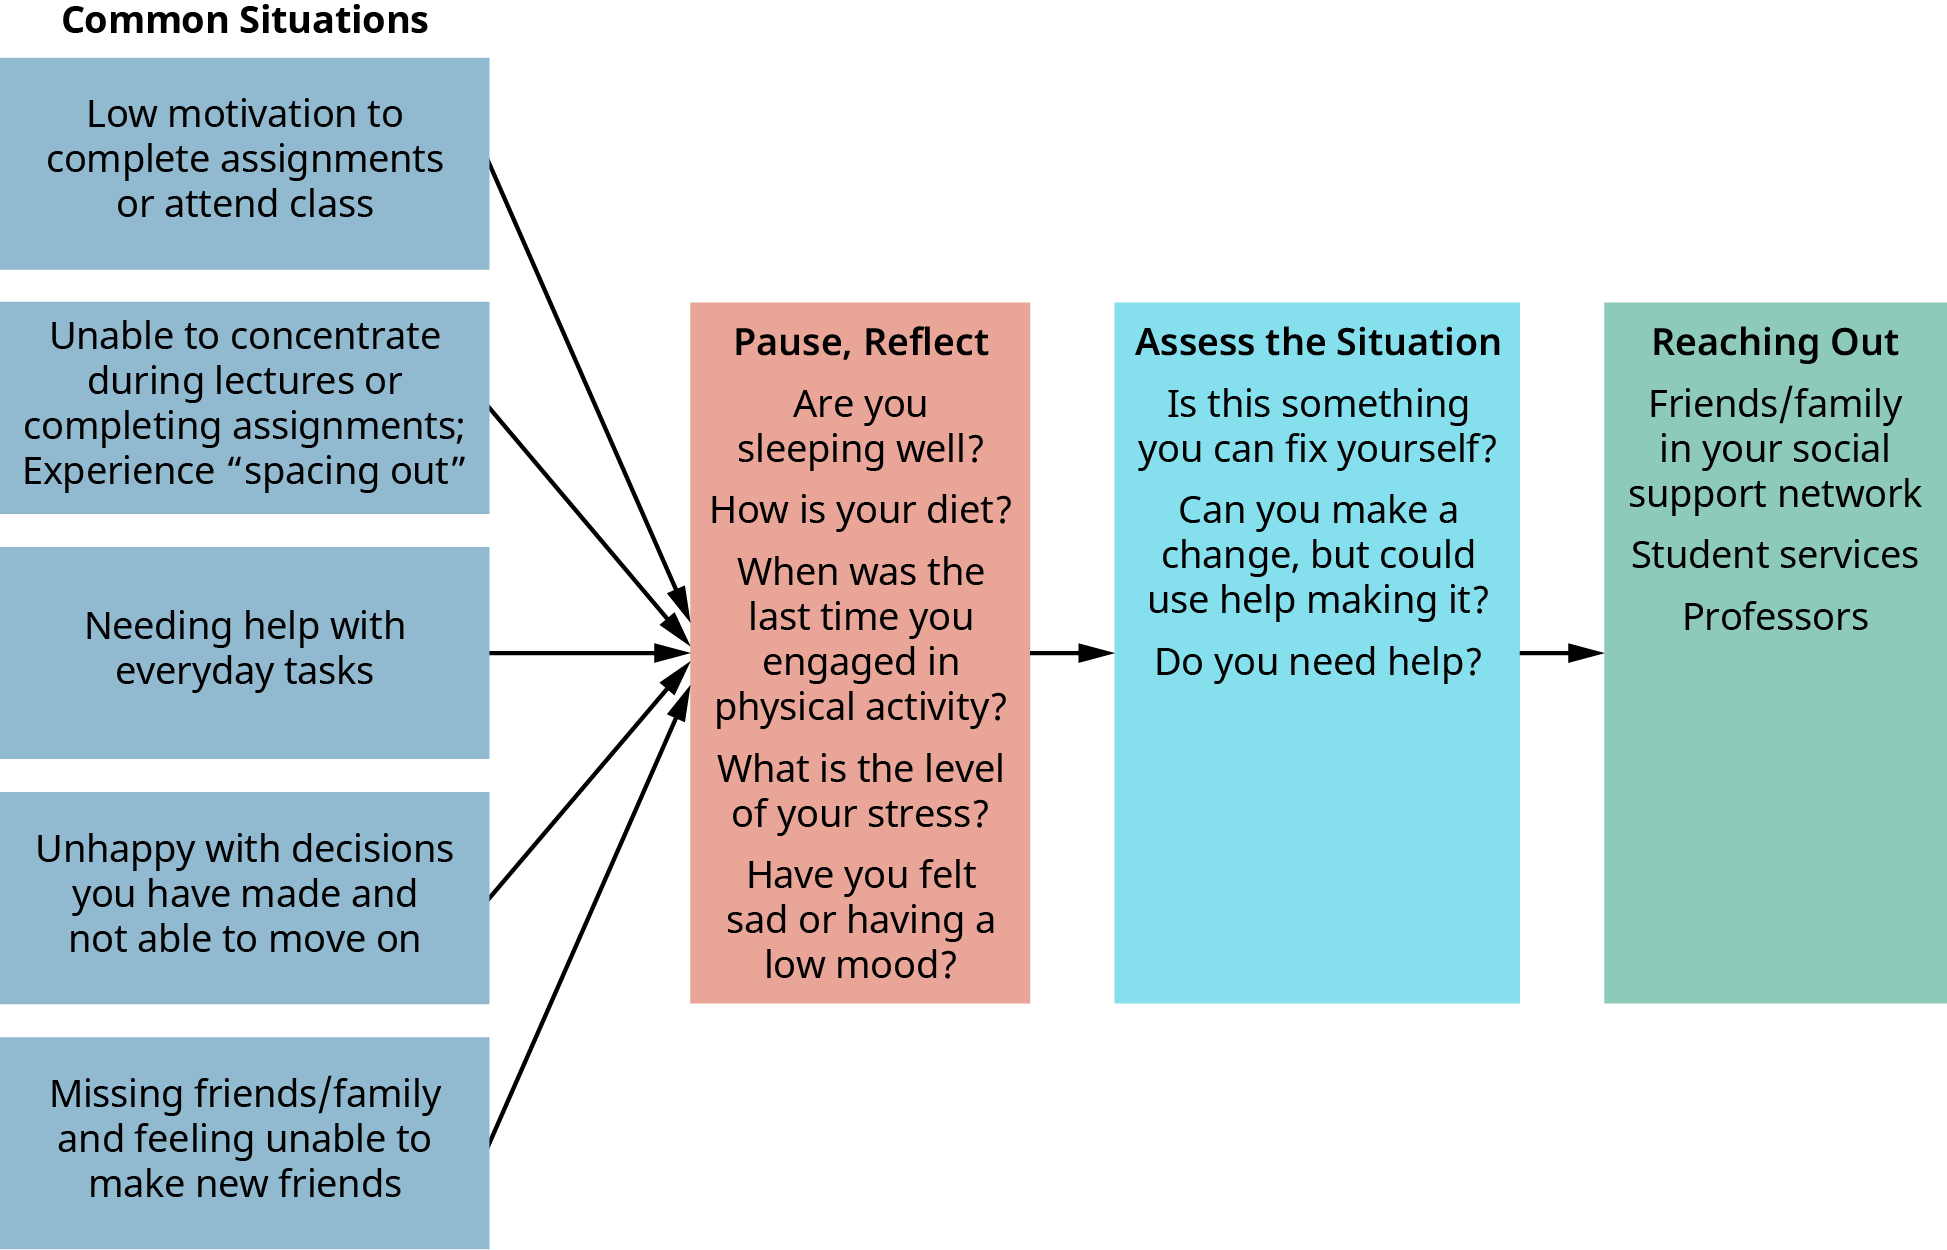 Common Situations
Low motivation to
complete assignments
or attend class
Unable to concentrate
during lectures or
completing assignments;
Experience “spacing out”
Needing help with
everyday tasks
Unhappy with decisions
you have made and
not able to move on
Missing friends/family
and feeling unable to
make new friends
Pause, Reflect
Are you
sleeping well?
How is your diet?
When was the
last time you
engaged in
physical activity?
What is the level
of your stress?
Have you felt
sad or having a
low mood?
Assess the Situation
Is this something
you can fix yourself?
Can you make a
change, but could
use help making it?
Do you need help?
Reaching Out
Friends/family
in your social
support network
Student services
Professors